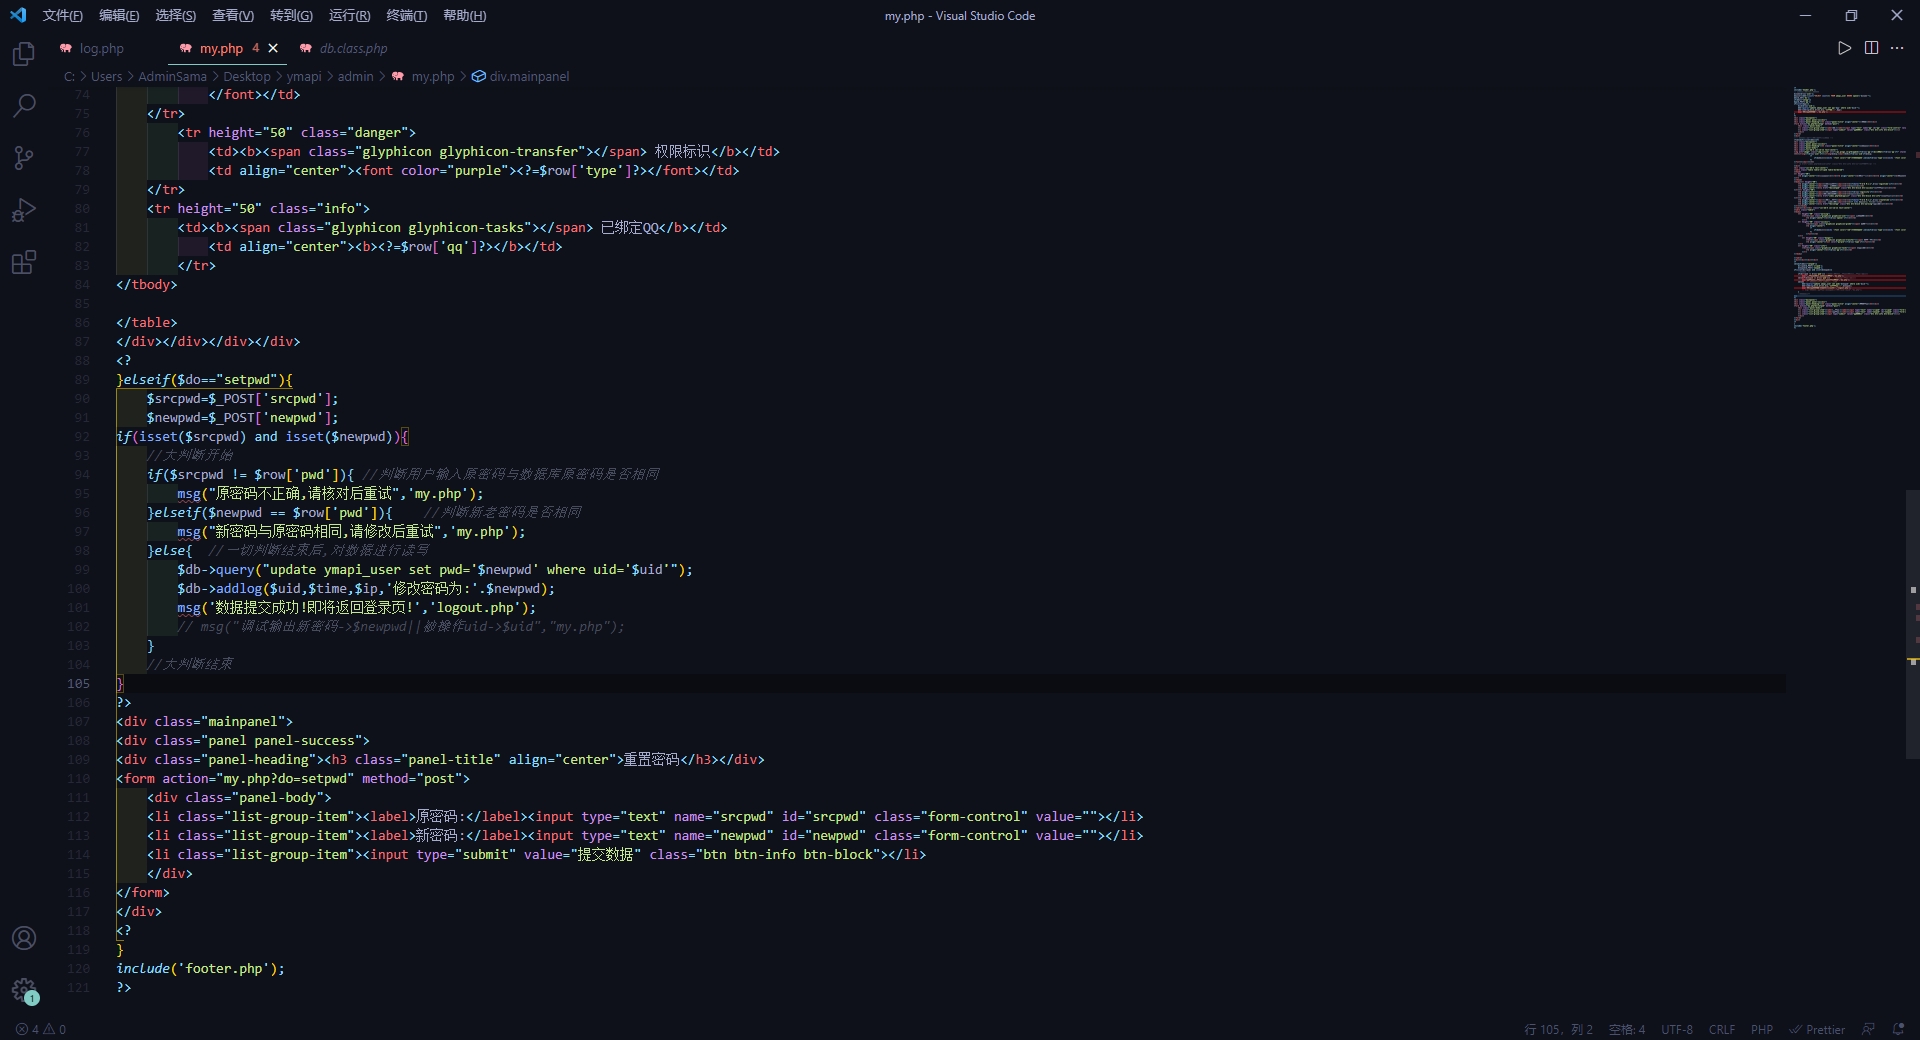 文件(F) 编辑(E) 选择(S) 查看(V) 转到(G) 运行(R) 终端(T) 帮助(H)
my.php - Visual Studio Code
log.php
my.php 4
db.class.php
C: > Users > AdminSama > Desktop > ymapi > admin > my.php > div.mainpanel
74 </font></td>
75 </tr>
76 <tr height="50" class="danger">
77 <td><b><span class="glyphicon glyphicon-transfer"></span> 权限标识</b></td>
78 <td align="center"><font color="purple"><?=$row['type']?></font></td>
79 </tr>
80 <tr height="50" class="info">
81 <td><b><span class="glyphicon glyphicon-tasks"></span> 已绑定QQ</b></td>
82 <td align="center"><b><?=$row['qq']?></b></td>
83 </tr>
84 </tbody>
85
86 </table>
87 </div></div></div></div>
88 <?
89 }elseif($do=="setpwd"){
90 $srcpwd=$_POST['srcpwd'];
91 $newpwd=$_POST['newpwd'];
92 if(isset($srcpwd) and isset($newpwd)){
93 //大判断开始
94 if($srcpwd != $row['pwd']){ //判断用户输入原密码与数据库原密码是否相同
95 msg("原密码不正确,请核对后重试",'my.php');
96 }elseif($newpwd == $row['pwd']){ //判断新老密码是否相同
97 msg("新密码与原密码相同,请修改后重试",'my.php');
98 }else{ //一切判断结束后,对数据进行读写
99 $db->query("update ymapi_user set pwd='$newpwd' where uid='$uid'");
100 $db->addlog($uid,$time,$ip,'修改密码为:'.$newpwd);
101 msg('数据提交成功!即将返回登录页!','logout.php');
102 // msg("调试输出新密码->$newpwd||被操作uid->$uid","my.php");
103 }
104 //大判断结束
105 }
106 ?>
107 <div class="mainpanel">
108 <div class="panel panel-success">
109 <div class="panel-heading"><h3 class="panel-title" align="center">重置密码</h3></div>
110 <form action="my.php?do=setpwd" method="post">
111 <div class="panel-body">
112 <li class="list-group-item"><label>原密码:</label><input type="text" name="srcpwd" id="srcpwd" class="form-control" value=""></li>
113 <li class="list-group-item"><label>新密码:</label><input type="text" name="newpwd" id="newpwd" class="form-control" value=""></li>
114 <li class="list-group-item"><input type="submit" value="提交数据" class="btn btn-info btn-block"></li>
115 </div>
116 </form>
117 </div>
118 <?
119 }
120 include('footer.php');
121 ?>
1
4 0
行 105, 列 2 空格: 4 UTF-8 CRLF PHP Prettier